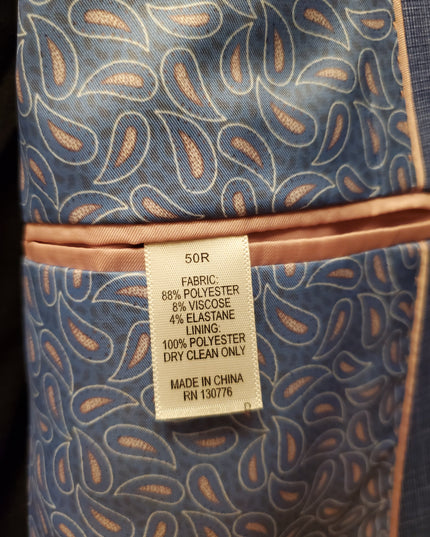 50R
FABRIC:
88% POLYESTER
8% VISCOSE
4% ELASTANE
LINING:
100% POLYESTER
DRY CLEAN ONLY
MADE IN CHINA
RN 130776